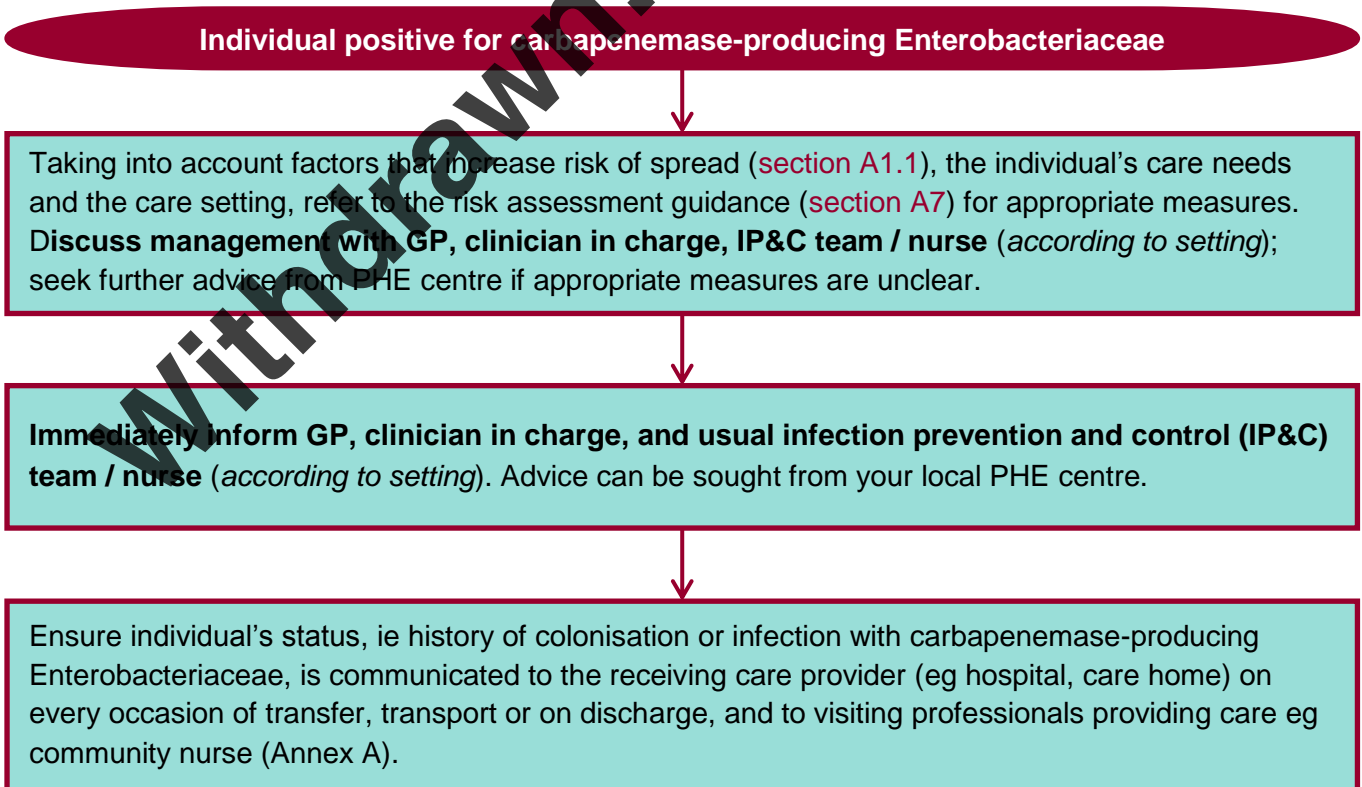 Individual positive for carbapenemase-producing Enterobacteriaceae
Taking into account factors that increase risk of spread (section A1.1), the individual’s care needs
and the care setting, refer to the risk assessment guidance (section A7) for appropriate measures.
Discuss management with GP, clinician in charge, IP&C team / nurse (according to setting);
seek further advice from PHE centre if appropriate measures are unclear.
Immediately inform GP, clinician in charge, and usual infection prevention and control (IP&C)
team / nurse (according to setting). Advice can be sought from your local PHE centre.
Ensure individual’s status, ie history of colonisation or infection with carbapenemase-producing
Enterobacteriaceae, is communicated to the receiving care provider (eg hospital, care home) on
every occasion of transfer, transport or on discharge, and to visiting professionals providing care eg
community nurse (Annex A).
Withdrawn